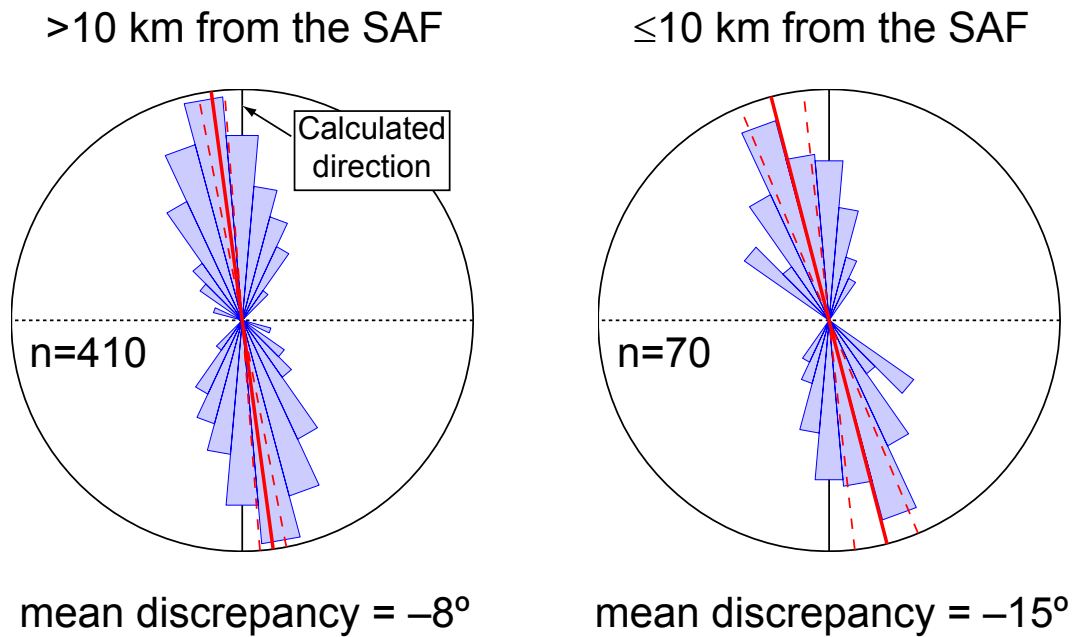 >10 km from the SAF
≤10 km from the SAF
Calculated
direction
n=410
n=70
mean discrepancy = –8º
mean discrepancy = –15º